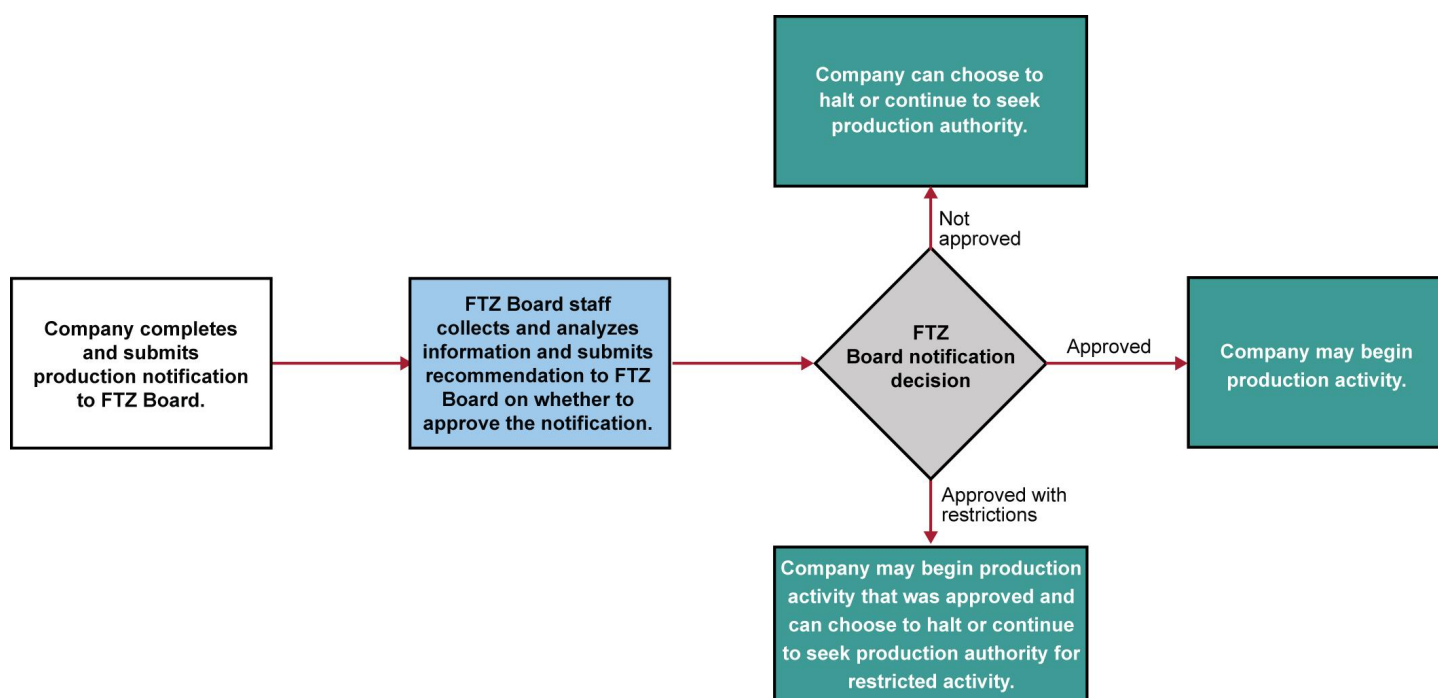 Company completes
and submits
production notification
to FTZ Board.
FTZ Board staff
collects and analyzes
information and submits
recommendation to FTZ
Board on whether to
approve the notification.
FTZ
Board notification
decision
Not
approved
Company can choose to
halt or continue to seek
production authority.
Approved
Company may begin
production activity.
Approved with
restrictions
Company may begin production
activity that was approved and
can choose to halt or continue
to seek production authority for
restricted activity.